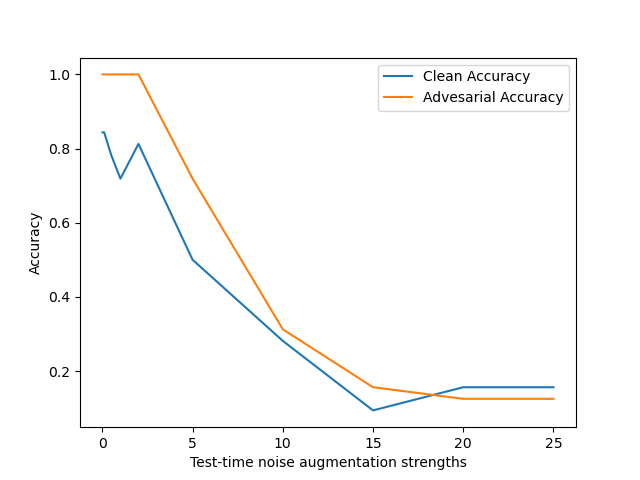 Clean Accuracy
Advesarial Accuracy
1.0
0.8
0.6
0.4
0.2
Accuracy
0 5 10 15 20 25
Test-time noise augmentation strengths